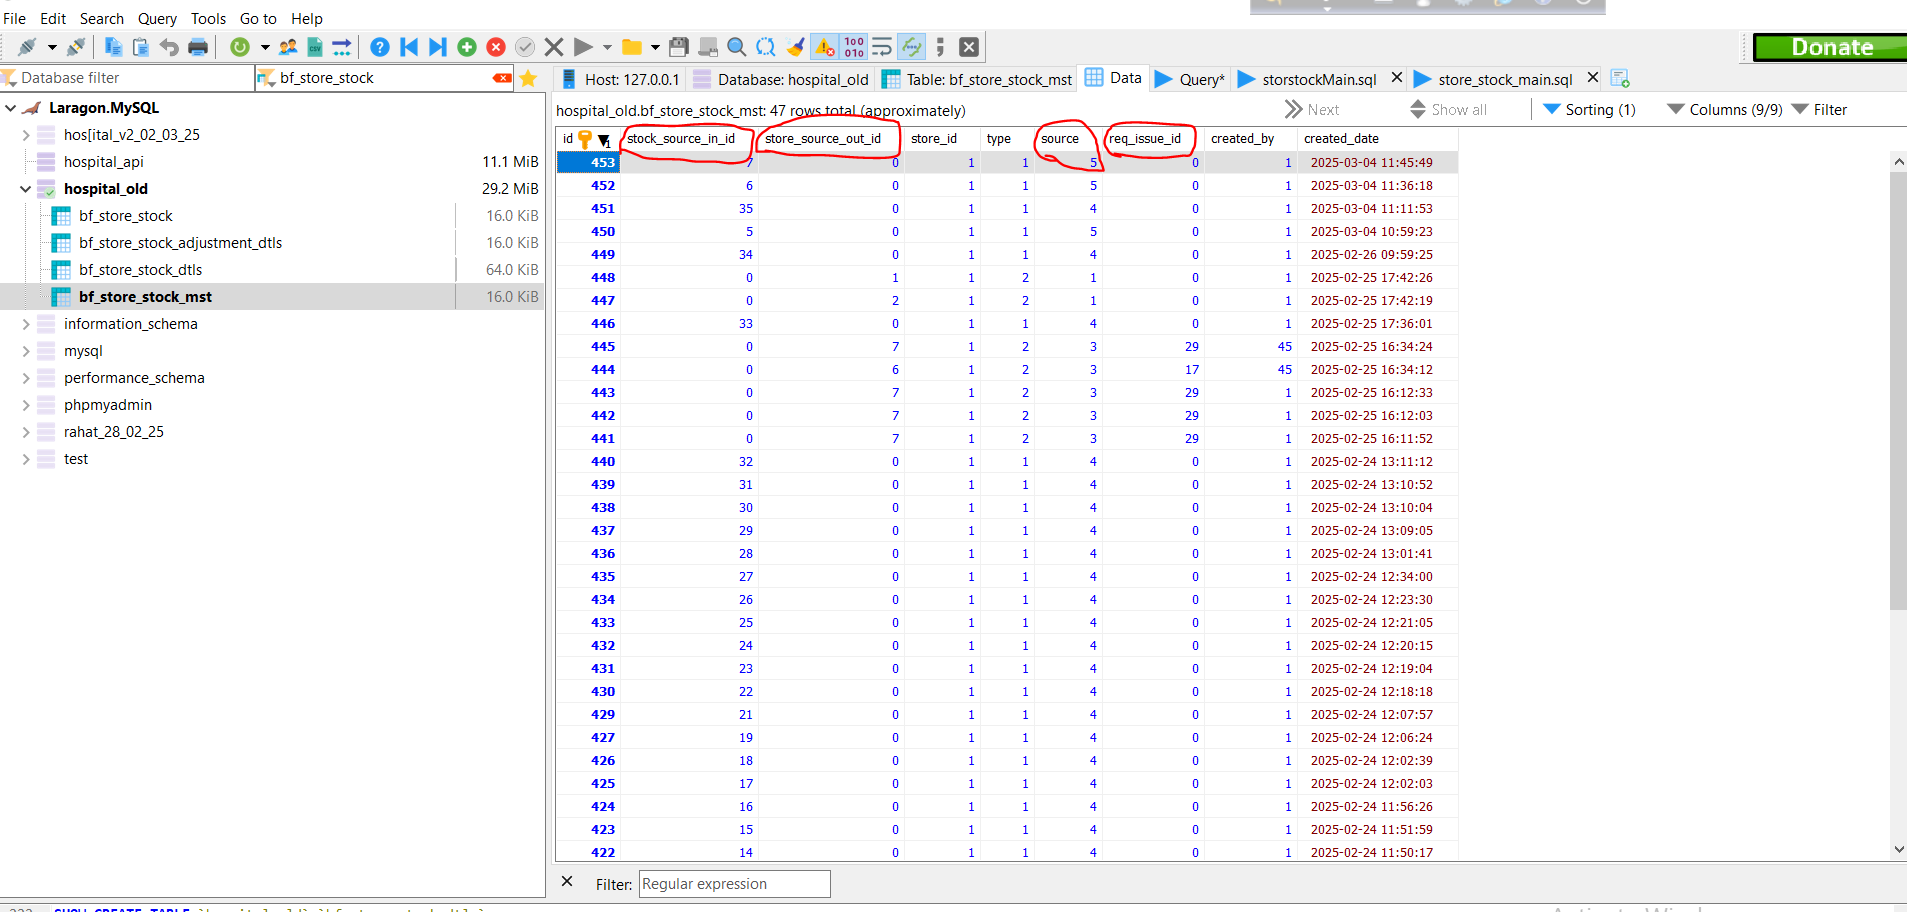 File Edit Search Query Tools Go to Help
Donate
Database filter
bf_store_stock
Host: 127.0.0.1 Database: hospital_old Table: bf_store_stock_mst Data Query* storstockMain.sql store_stock_main.sql
Laragon.MySQL
hos[ital_v2_02_03_25
hospital_api 11.1 MiB
hospital_old 29.2 MiB
bf_store_stock 16.0 KiB
bf_store_stock_adjustment_dtls 16.0 KiB
bf_store_stock_dtls 64.0 KiB
bf_store_stock_mst 16.0 KiB
information_schema
mysql
performance_schema
phpmyadmin
rahat_28_02_25
test
hospital_old.bf_store_stock_mst: 47 rows total (approximately) Next Show all Sorting (1) Columns (9/9) Filter
id stock_source_in_id store_source_out_id store_id type source req_issue_id created_by created_date
453 7 0 1 1 5 0 1 2025-03-04 11:45:49
452 6 0 1 1 5 0 1 2025-03-04 11:36:18
451 35 0 1 1 4 0 1 2025-03-04 11:11:53
450 5 0 1 1 5 0 1 2025-03-04 10:59:23
449 34 0 1 1 4 0 1 2025-02-26 09:59:25
448 0 1 1 2 1 0 1 2025-02-25 17:42:26
447 0 2 1 2 1 0 1 2025-02-25 17:42:19
446 33 0 1 1 4 0 1 2025-02-25 17:36:01
445 0 7 1 2 3 29 45 2025-02-25 16:34:24
444 0 6 1 2 3 17 45 2025-02-25 16:34:12
443 0 7 1 2 3 29 1 2025-02-25 16:12:33
442 0 7 1 2 3 29 1 2025-02-25 16:12:03
441 0 7 1 2 3 29 1 2025-02-25 16:11:52
440 32 0 1 1 4 0 1 2025-02-24 13:11:12
439 31 0 1 1 4 0 1 2025-02-24 13:10:52
438 30 0 1 1 4 0 1 2025-02-24 13:10:04
437 29 0 1 1 4 0 1 2025-02-24 13:09:05
436 28 0 1 1 4 0 1 2025-02-24 13:01:41
435 27 0 1 1 4 0 1 2025-02-24 12:34:00
434 26 0 1 1 4 0 1 2025-02-24 12:23:30
433 25 0 1 1 4 0 1 2025-02-24 12:21:05
432 24 0 1 1 4 0 1 2025-02-24 12:20:15
431 23 0 1 1 4 0 1 2025-02-24 12:19:04
430 22 0 1 1 4 0 1 2025-02-24 12:18:18
429 21 0 1 1 4 0 1 2025-02-24 12:07:57
427 19 0 1 1 4 0 1 2025-02-24 12:06:24
426 18 0 1 1 4 0 1 2025-02-24 12:02:39
425 17 0 1 1 4 0 1 2025-02-24 12:02:03
424 16 0 1 1 4 0 1 2025-02-24 11:56:26
423 15 0 1 1 4 0 1 2025-02-24 11:51:59
422 14 0 1 1 4 0 1 2025-02-24 11:50:17
Filter: Regular expression